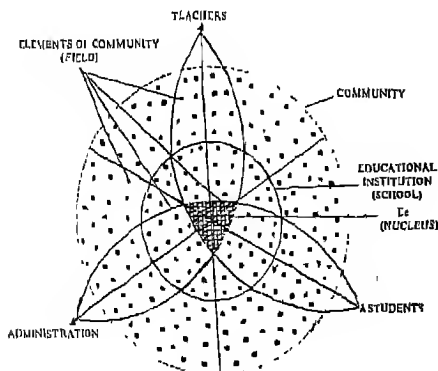 TEACHERS
ELEMENTS OF COMMUNITY
(FIELD)
COMMUNITY
EDUCATIONAL
INSTITUTION
(SCHOOL)
(NUCLEUS)
STUDENTS
ADMINISTRATION